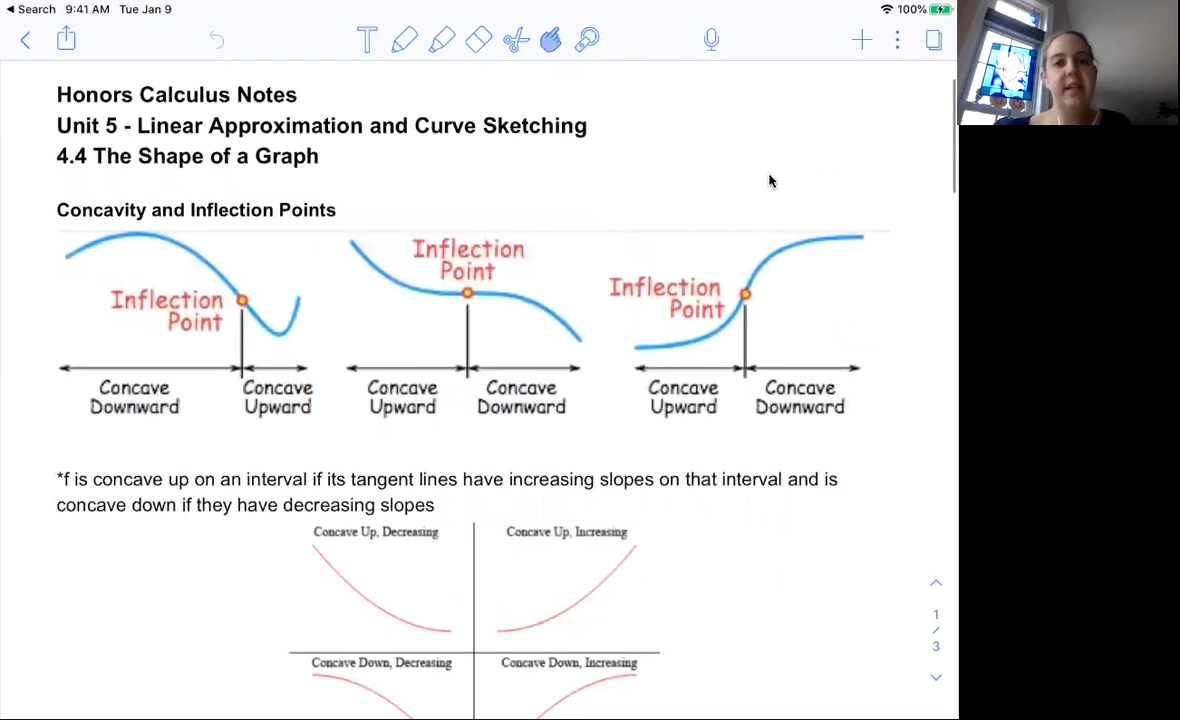 Search 9:41 AM Tue Jan 9 100%
Honors Calculus Notes
Unit 5 - Linear Approximation and Curve Sketching
4.4 The Shape of a Graph
Concavity and Inflection Points
Inflection
Point
Concave
Downward
Concave
Upward
Inflection
Point
Concave
Upward
Concave
Downward
Inflection
Point
Concave
Upward
Concave
Downward
*f is concave up on an interval if its tangent lines have increasing slopes on that interval and is
concave down if they have decreasing slopes
Concave Up, Decreasing
Concave Up, Increasing
Concave Down, Decreasing
Concave Down, Increasing
1
/
3